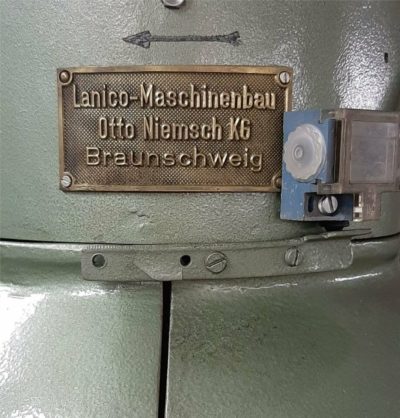 Lanico-Maschinenbau
Otto Niemsch KG
Braunschweig